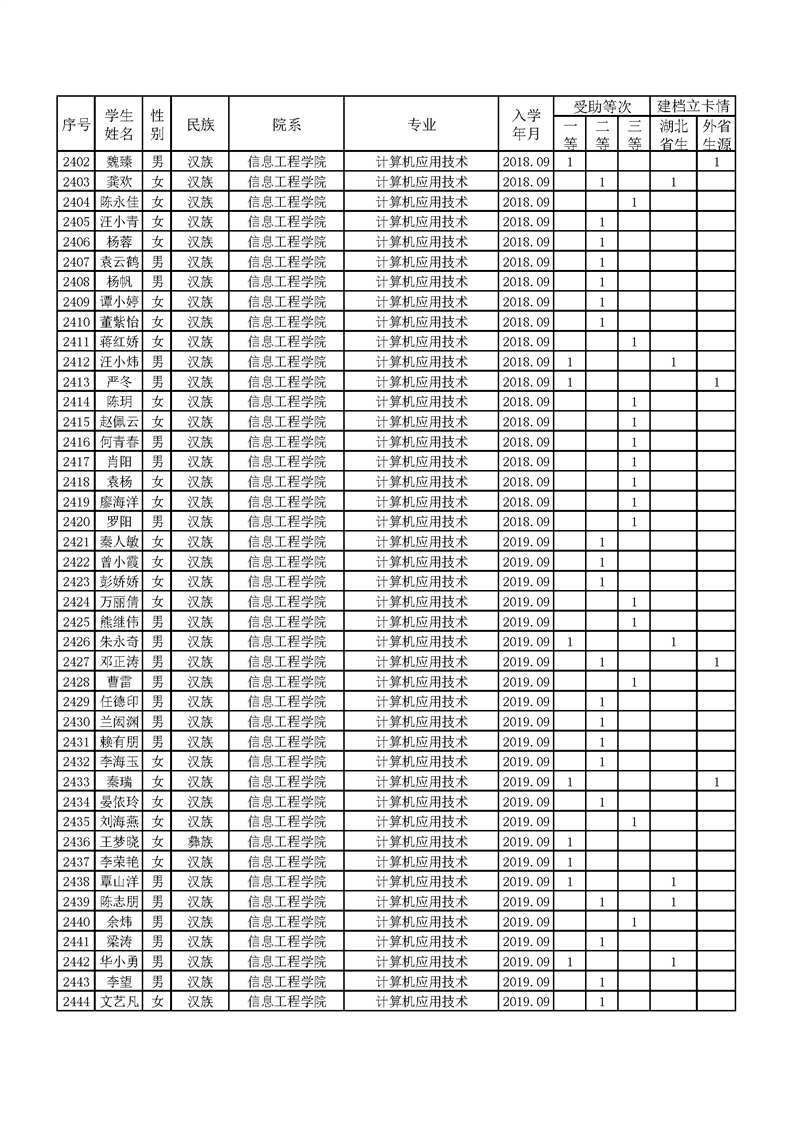 序号 学生姓名 性别 民族 院系 专业 入学年月 受助等次 一等 二等 三等 建档立卡情 湖北省生 外省生源
2402 魏臻 男 汉族 信息工程学院 计算机应用技术 2018.09 1 1
2403 龚欢 女 汉族 信息工程学院 计算机应用技术 2018.09 1 1
2404 陈永佳 女 汉族 信息工程学院 计算机应用技术 2018.09 1
2405 汪小青 女 汉族 信息工程学院 计算机应用技术 2018.09 1
2406 杨蓉 女 汉族 信息工程学院 计算机应用技术 2018.09 1
2407 袁云鹤 男 汉族 信息工程学院 计算机应用技术 2018.09 1
2408 杨帆 男 汉族 信息工程学院 计算机应用技术 2018.09 1
2409 谭小婷 女 汉族 信息工程学院 计算机应用技术 2018.09 1
2410 董紫怡 女 汉族 信息工程学院 计算机应用技术 2018.09 1
2411 蒋红娇 女 汉族 信息工程学院 计算机应用技术 2018.09 1
2412 汪小炜 男 汉族 信息工程学院 计算机应用技术 2018.09 1 1
2413 严冬 男 汉族 信息工程学院 计算机应用技术 2018.09 1 1
2414 陈玥 女 汉族 信息工程学院 计算机应用技术 2018.09 1
2415 赵佩云 女 汉族 信息工程学院 计算机应用技术 2018.09 1
2416 何青春 男 汉族 信息工程学院 计算机应用技术 2018.09 1
2417 肖阳 男 汉族 信息工程学院 计算机应用技术 2018.09 1
2418 袁杨 女 汉族 信息工程学院 计算机应用技术 2018.09 1
2419 廖海洋 女 汉族 信息工程学院 计算机应用技术 2018.09 1
2420 罗阳 男 汉族 信息工程学院 计算机应用技术 2018.09 1
2421 秦人敏 女 汉族 信息工程学院 计算机应用技术 2019.09 1
2422 曾小霞 女 汉族 信息工程学院 计算机应用技术 2019.09 1
2423 彭娇娇 女 汉族 信息工程学院 计算机应用技术 2019.09 1
2424 万丽倩 女 汉族 信息工程学院 计算机应用技术 2019.09 1
2425 熊继伟 男 汉族 信息工程学院 计算机应用技术 2019.09 1
2426 朱永奇 男 汉族 信息工程学院 计算机应用技术 2019.09 1 1
2427 邓正涛 男 汉族 信息工程学院 计算机应用技术 2019.09 1 1
2428 曹雷 男 汉族 信息工程学院 计算机应用技术 2019.09 1
2429 任德印 男 汉族 信息工程学院 计算机应用技术 2019.09 1
2430 兰闳渊 男 汉族 信息工程学院 计算机应用技术 2019.09 1
2431 赖有朋 男 汉族 信息工程学院 计算机应用技术 2019.09 1
2432 李海玉 女 汉族 信息工程学院 计算机应用技术 2019.09 1
2433 秦瑞 女 汉族 信息工程学院 计算机应用技术 2019.09 1 1
2434 晏依玲 女 汉族 信息工程学院 计算机应用技术 2019.09 1
2435 刘海燕 女 汉族 信息工程学院 计算机应用技术 2019.09 1
2436 王梦骁 女 彝族 信息工程学院 计算机应用技术 2019.09 1
2437 李荣艳 女 汉族 信息工程学院 计算机应用技术 2019.09 1
2438 覃山洋 男 汉族 信息工程学院 计算机应用技术 2019.09 1 1
2439 陈志朋 男 汉族 信息工程学院 计算机应用技术 2019.09 1 1
2440 余炜 男 汉族 信息工程学院 计算机应用技术 2019.09 1
2441 梁涛 男 汉族 信息工程学院 计算机应用技术 2019.09 1
2442 华小勇 男 汉族 信息工程学院 计算机应用技术 2019.09 1 1
2443 李望 男 汉族 信息工程学院 计算机应用技术 2019.09 1
2444 文艺凡 女 汉族 信息工程学院 计算机应用技术 2019.09 1